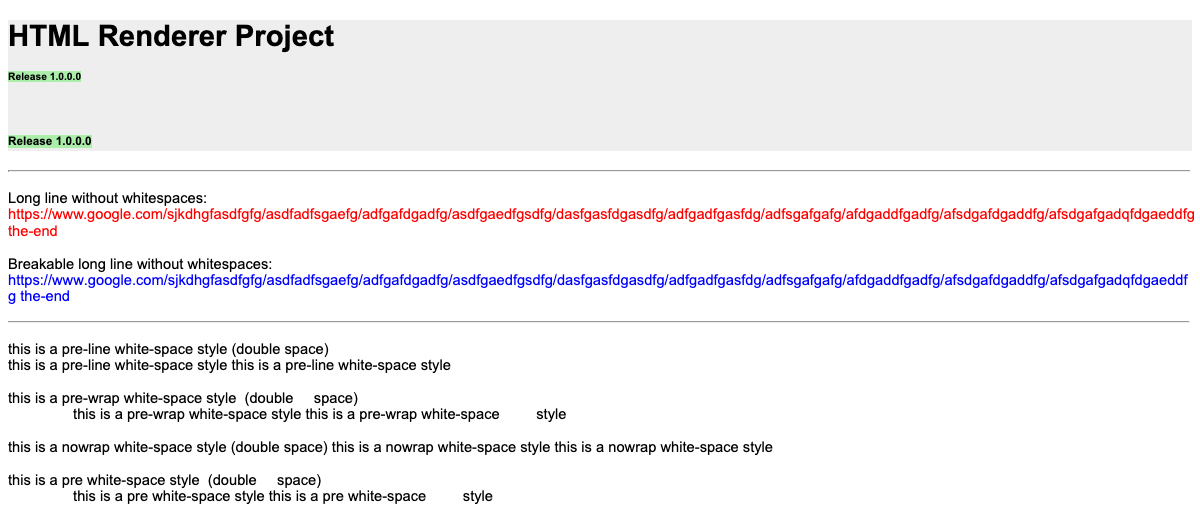 HTML Renderer Project
Release 1.0.0.0
Release 1.0.0.0
Long line without whitespaces:
https://www.google.com/sjkdhgfasdfgfg/asdfadfsgaefg/adfgafdgadfg/asdfgaedfgsdfg/dasfgasfdgasdfg/adfgadfgasfdg/adfsgafgafg/afdgaddfgadfg/afsdgafdgaddfg/afsdgafgadqfdgaeddfg
the-end
Breakable long line without whitespaces:
https://www.google.com/sjkdhgfasdfgfg/asdfadfsgaefg/adfgafdgadfg/asdfgaedfgsdfg/dasfgasfdgasdfg/adfgadfgasfdg/adfsgafgafg/afdgaddfgadfg/afsdgafdgaddfg/afsdgafgadqfdgaeddf
g the-end
this is a pre-line white-space style (double space)
this is a pre-line white-space style this is a pre-line white-space style
this is a pre-wrap white-space style  (double     space)
                this is a pre-wrap white-space style this is a pre-wrap white-space         style
this is a nowrap white-space style (double space) this is a nowrap white-space style this is a nowrap white-space style
this is a pre white-space style  (double     space)
                this is a pre white-space style this is a pre white-space         style